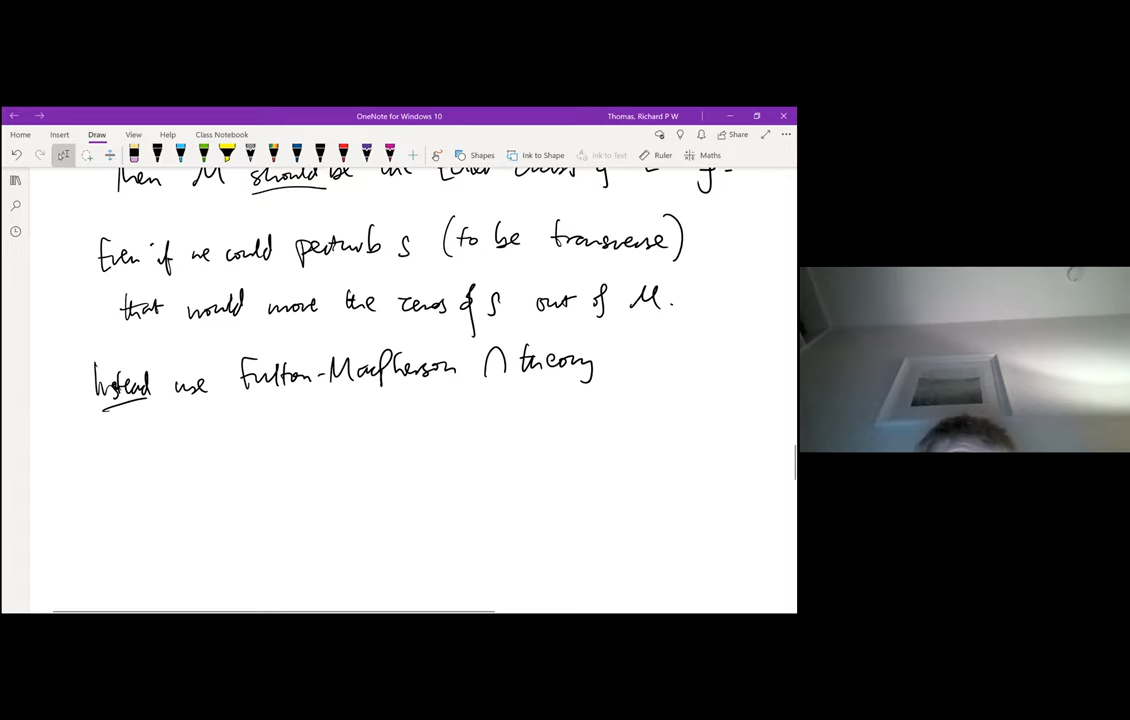 OneNote for Windows 10
Thomas, Richard P W
Home Insert Draw View Help Class Notebook
Share
Shapes Ink to Shape Ink to Text Ruler Maths
Then M should be the Euler class of
Even if we could perturb s (to be transverse)
that would move the zeros of s out of M.
Instead use Fulton-MacPherson ∩ theory